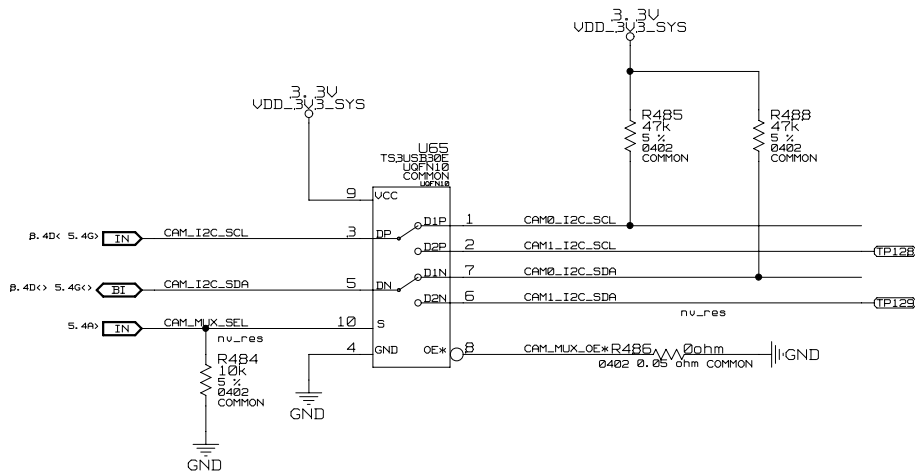 3.3V
VDD_3V3_SYS
3.3V
VDD_3V3_SYS
R485
47k
5 %
0402
COMMON
R488
47k
5 %
0402
COMMON
U65
TS3USB30E
UQFN10
COMMON
UQFN10
9 VCC
8.4D< 5.4G> IN CAM_I2C_SCL 3 DP D1P 1 CAM0_I2C_SCL
D2P 2 CAM1_I2C_SCL TP128
8.4D<> 5.4G<> BI CAM_I2C_SDA 5 DN D1N 7 CAM0_I2C_SDA
D2N 6 CAM1_I2C_SDA TP129
nv_res
5.4A> IN CAM_MUX_SEL 10 S
nv_res
4 GND OE* 8 CAM_MUX_OE* R486 0ohm GND
0402 0.05 ohm COMMON
R484
10k
5 %
0402
COMMON
GND
GND